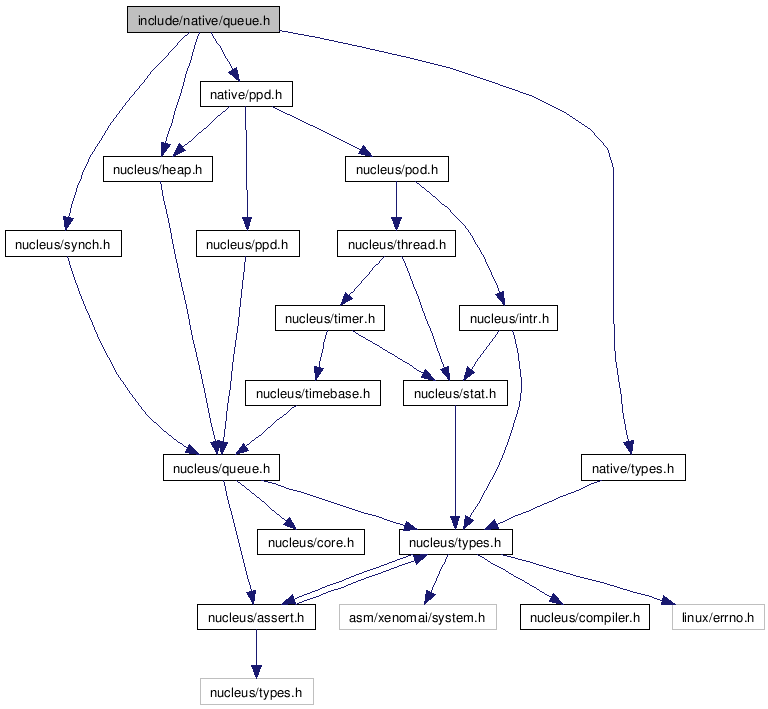 include/native/queue.h
native/ppd.h
nucleus/heap.h
nucleus/pod.h
nucleus/synch.h
nucleus/ppd.h
nucleus/thread.h
nucleus/timer.h
nucleus/intr.h
nucleus/timebase.h
nucleus/stat.h
nucleus/queue.h
native/types.h
nucleus/core.h
nucleus/types.h
nucleus/assert.h
asm/xenomai/system.h
nucleus/compiler.h
linux/errno.h
nucleus/types.h